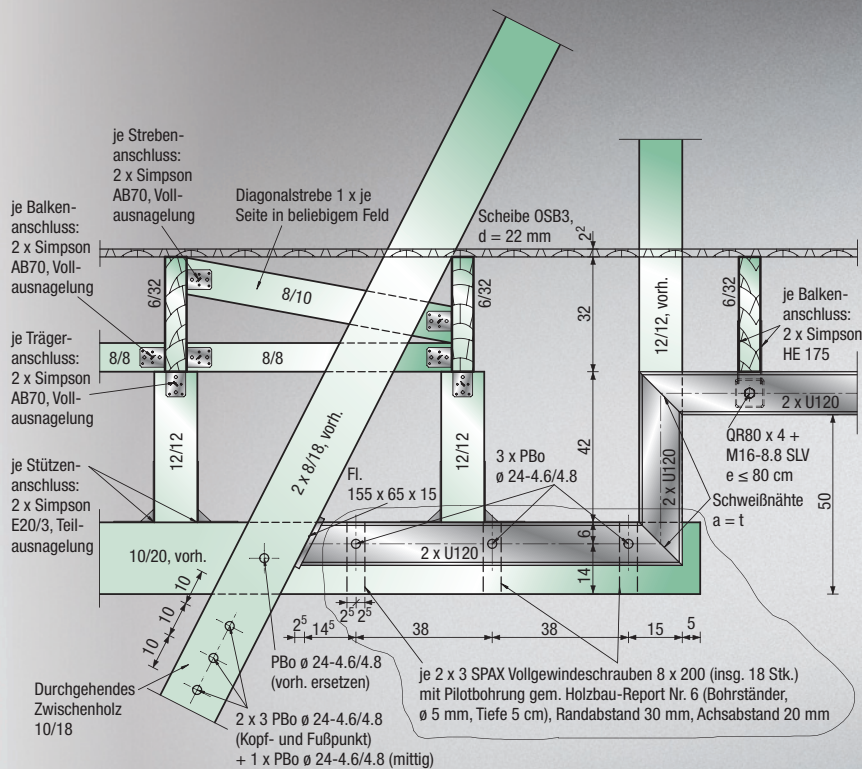 je Streben-
anschluss:
2 x Simpson
AB70, Voll-
ausnagelung
Diagonalstrebe 1 x je
Seite in beliebigem Feld
Scheibe OSB3,
d = 22 mm
2²
je Balken-
anschluss:
2 x Simpson
AB70, Voll-
ausnagelung
6/32
8/10
6/32
32
12/12, vorh.
6/32
je Balken-
anschluss:
2 x Simpson
HE 175
je Träger-
anschluss:
2 x Simpson
AB70, Voll-
ausnagelung
8/8
8/8
2 x U120
12/12
2 x 8/18, vorh.
12/12
42
2 x U120
QR80 x 4 +
M16-8.8 SLV
e ≤ 80 cm
Schweißnähte
a = t
50
je Stützen-
anschluss:
2 x Simpson
E20/3, Teil-
ausnagelung
Fl.
155 x 65 x 15
3 x PBo
ø 24-4.6/4.8
10/20, vorh.
2 x U120
6
14
10
10
10
2⁵
2⁵
2⁵
14⁵
38
38
15
5
Durchgehendes
Zwischenholz
10/18
PBo ø 24-4.6/4.8
(vorh. ersetzen)
2 x 3 PBo ø 24-4.6/4.8
(Kopf- und Fußpunkt)
+ 1 x PBo ø 24-4.6/4.8 (mittig)
je 2 x 3 SPAX Vollgewindeschrauben 8 x 200 (insg. 18 Stk.)
mit Pilotbohrung gem. Holzbau-Report Nr. 6 (Bohrständer,
ø 5 mm, Tiefe 5 cm), Randabstand 30 mm, Achsabstand 20 mm